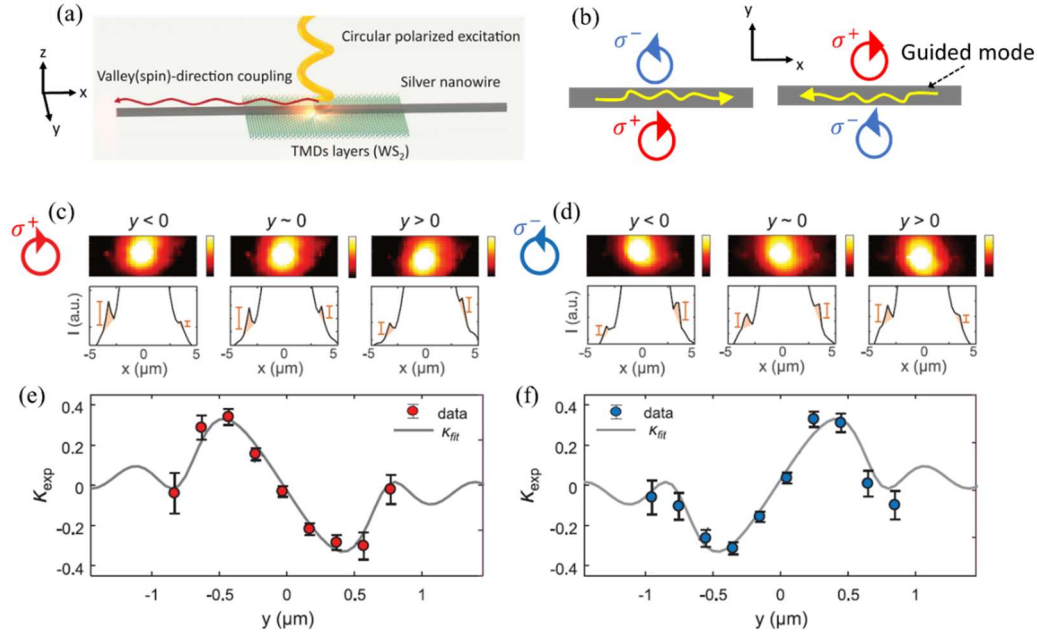 (a)
Circular polarized excitation
Valley(spin)-direction coupling
Silver nanowire
TMDs layers (WS₂)
z
x
y
(b)
y
x
σ⁻
σ⁺
σ⁺
σ⁻
Guided mode
(c)
σ⁺
y < 0
y ~ 0
y > 0
I (a.u.)
-5 0 5
-5 0 5
-5 0 5
x (μm)
x (μm)
x (μm)
(d)
σ⁻
y < 0
y ~ 0
y > 0
I (a.u.)
-5 0 5
-5 0 5
-5 0 5
x (μm)
x (μm)
x (μm)
(e)
data
κfit
Kexp
0.4
0.2
0
-0.2
-0.4
-1 -0.5 0 0.5 1
y (μm)
(f)
data
κfit
Kexp
0.4
0.2
0
-0.2
-0.4
-1 -0.5 0 0.5 1
y (μm)